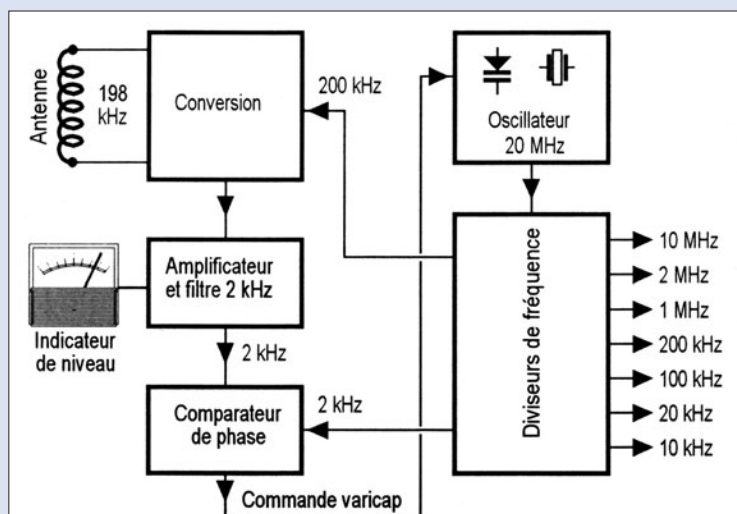 Antenne
198
kHz
Conversion
200 kHz
Oscillateur
20 MHz
Amplificateur
et filtre 2 kHz
Indicateur
de niveau
2 kHz
Comparateur
de phase
2 kHz
Commande varicap
Diviseurs de fréquence
10 MHz
2 MHz
1 MHz
200 kHz
100 kHz
20 kHz
10 kHz